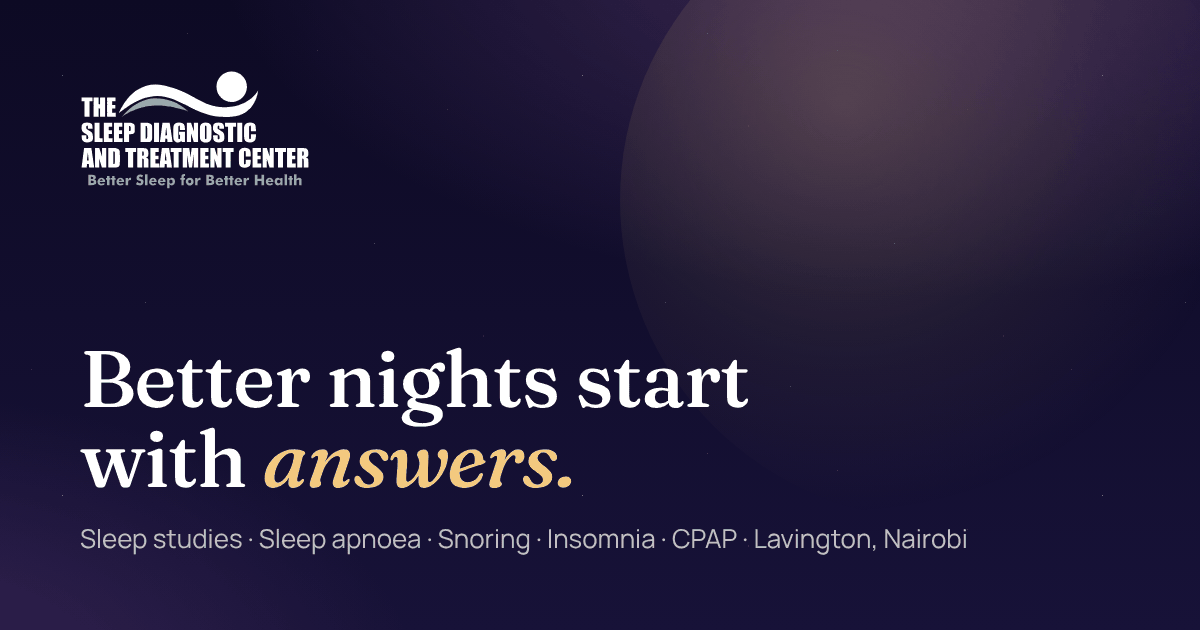 THE
SLEEP DIAGNOSTIC
AND TREATMENT CENTER
Better Sleep for Better Health
Better nights start
with answers.
Sleep studies · Sleep apnoea · Snoring · Insomnia · CPAP · Lavington, Nairobi